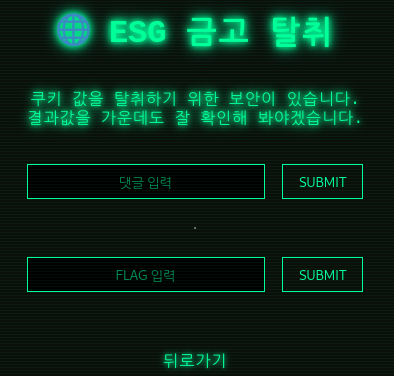 ESG 금고 탈취
쿠키 값을 탈취하기 위한 보안이 있습니다.
결과값을 가운데도 잘 확인해 봐야겠습니다.
댓글 입력 SUBMIT
.
FLAG 입력 SUBMIT
뒤로가기